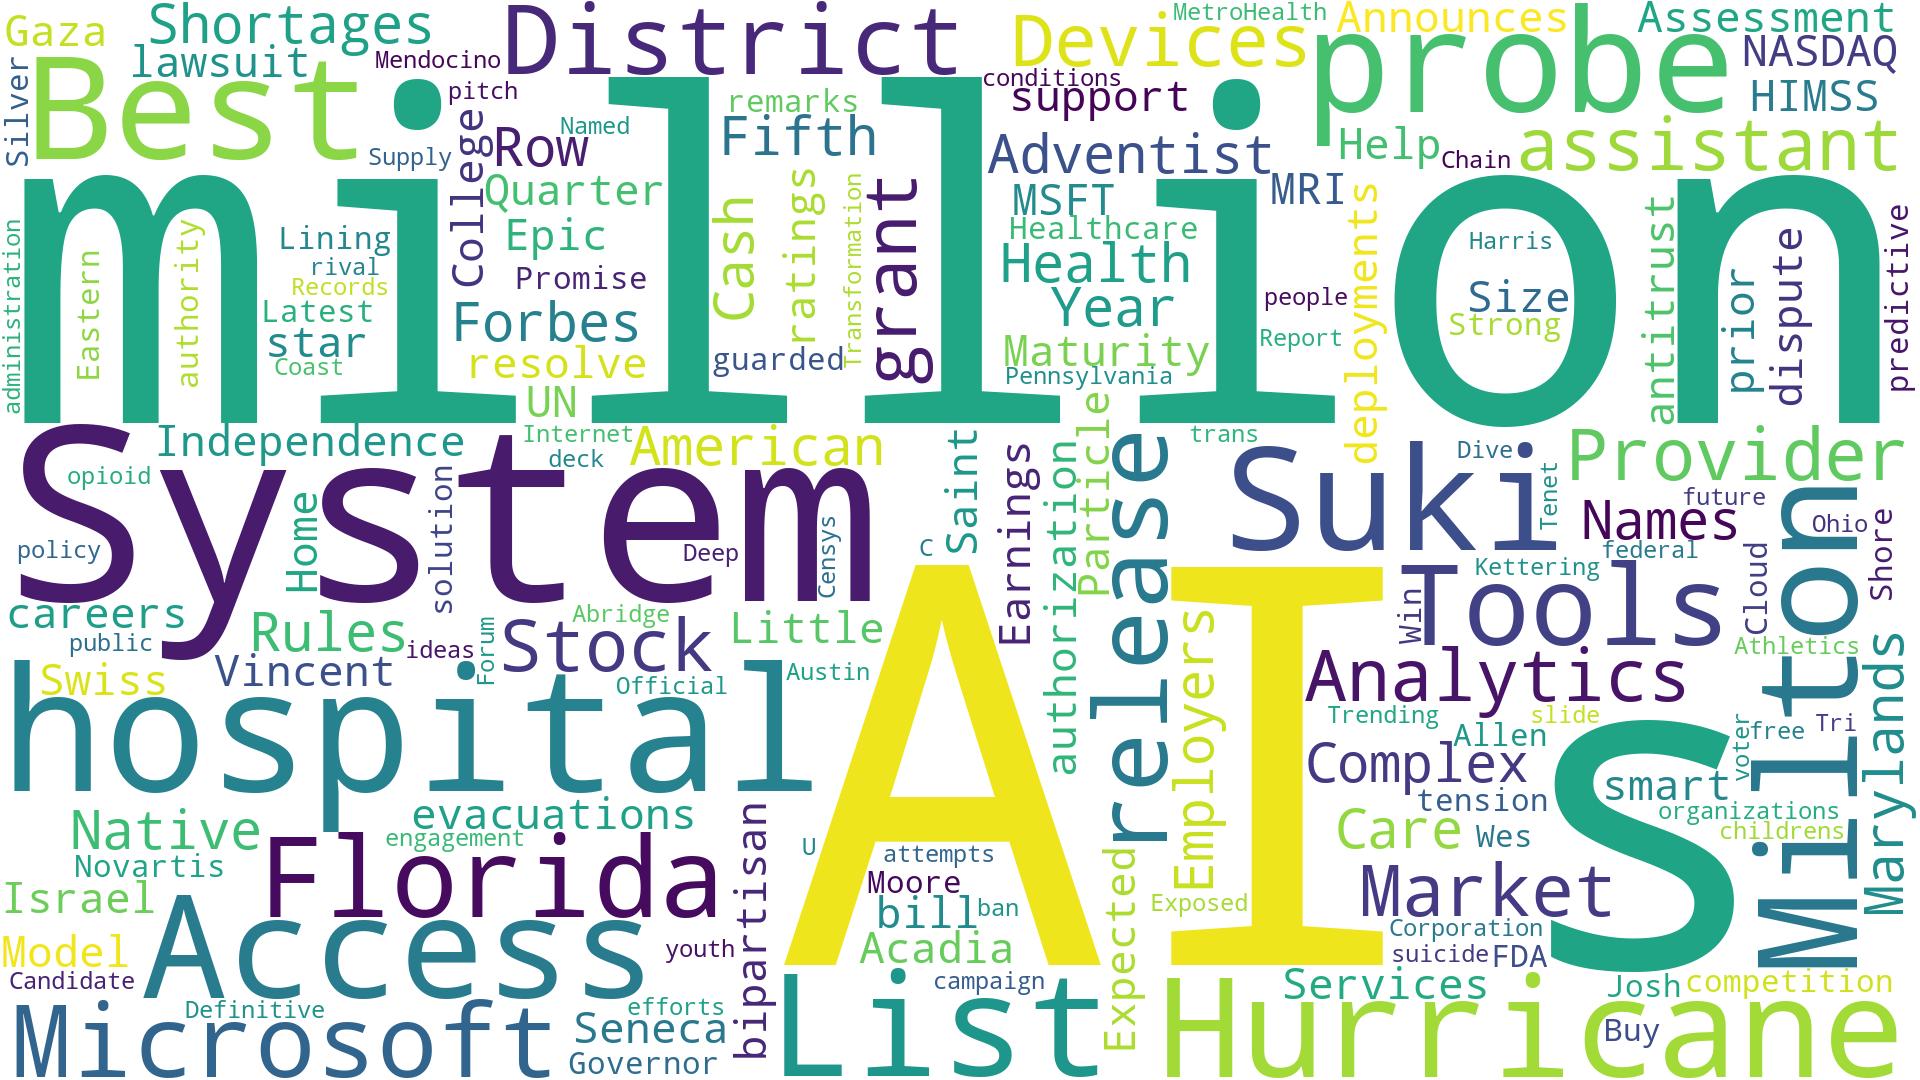 Gaza
Shortages
District
Devices
MetroHealth
Announces
probe
Assessment
lawsuit
Mendocino
NASDAQ
Silver
Best
pitch
conditions
support
HIMSS
remarks
Named
Fifth
Row
College
Supply
Adventist
Help
Chain
assistant
million
Quarter
MSFT
MRI
Healthcare
Lining
Epic
Cash
ratings
Transformation
grant
Health
deployments
Harris
antitrust
prior
dispute
predictive
administration
Eastern
authority
rival
Records
Promise
Latest
Forbes
Year
people
Size
Strong
star
Coast
resolve
guarded
Maturity
Report
Pennsylvania
UN
System
Independence
Internet
deck
American
Saint
Earnings
authorization
Particle
release
trans
Suki
Dive
Tenet
Provider
opioid
Home
solution
Names
future
Ohio
Milton
Shore
policy
Deep
Censys
C
federal
Kettering
Cloud
careers
Rules
ideas
Forum
Abridge
Stock
Little
Win
Tools
public
Athletics
Swiss
Vincent
Official
Austin
AIs
Employers
Analytics
Marylands
hospital
Trending
slide
Allen
voter
free
Tri
Complex
smart
tension
organizations
childrens
Native
evacuations
engagement
bipartisan
U
attempts
Care
Wes
Novartis
Florida
Moore
Market
Israel
Access
bill
ban
Expected
Exposed
Corporation
Model
youth
Acadia
suicide
FDA
Candidate
campaign
Services
Josh
competition
Microsoft
Definitive
efforts
Seneca
List
Hurricane
Buy
Governor